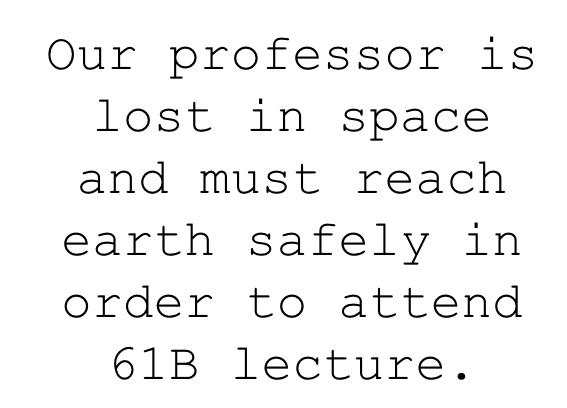 Our professor is
lost in space
and must reach
earth safely in
order to attend
61B lecture.